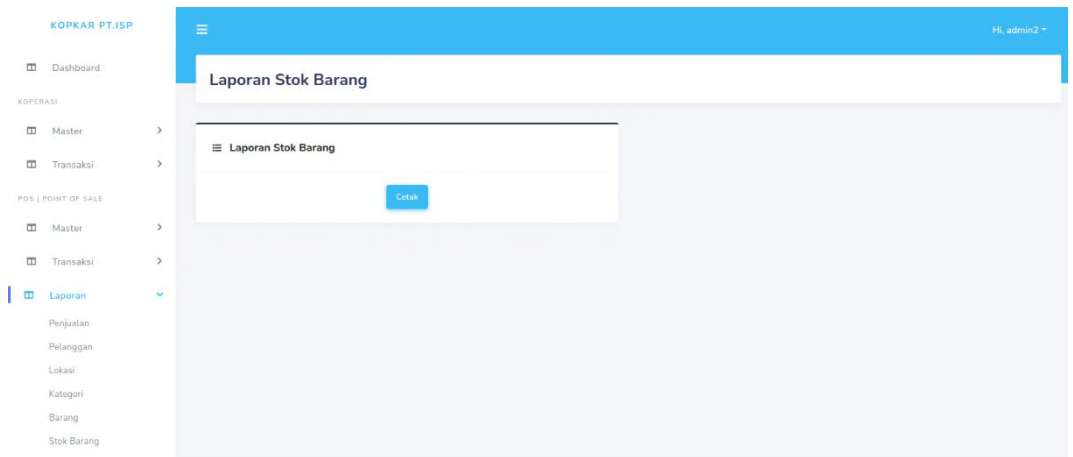 KOPKAR PT.ISP
Hi, admin2
Dashboard
KOPERASI
Master
Transaksi
POS | POINT OF SALE
Master
Transaksi
Laporan
Penjualan
Pelanggan
Lokasi
Kategori
Barang
Stok Barang
Laporan Stok Barang
Laporan Stok Barang
Cetak